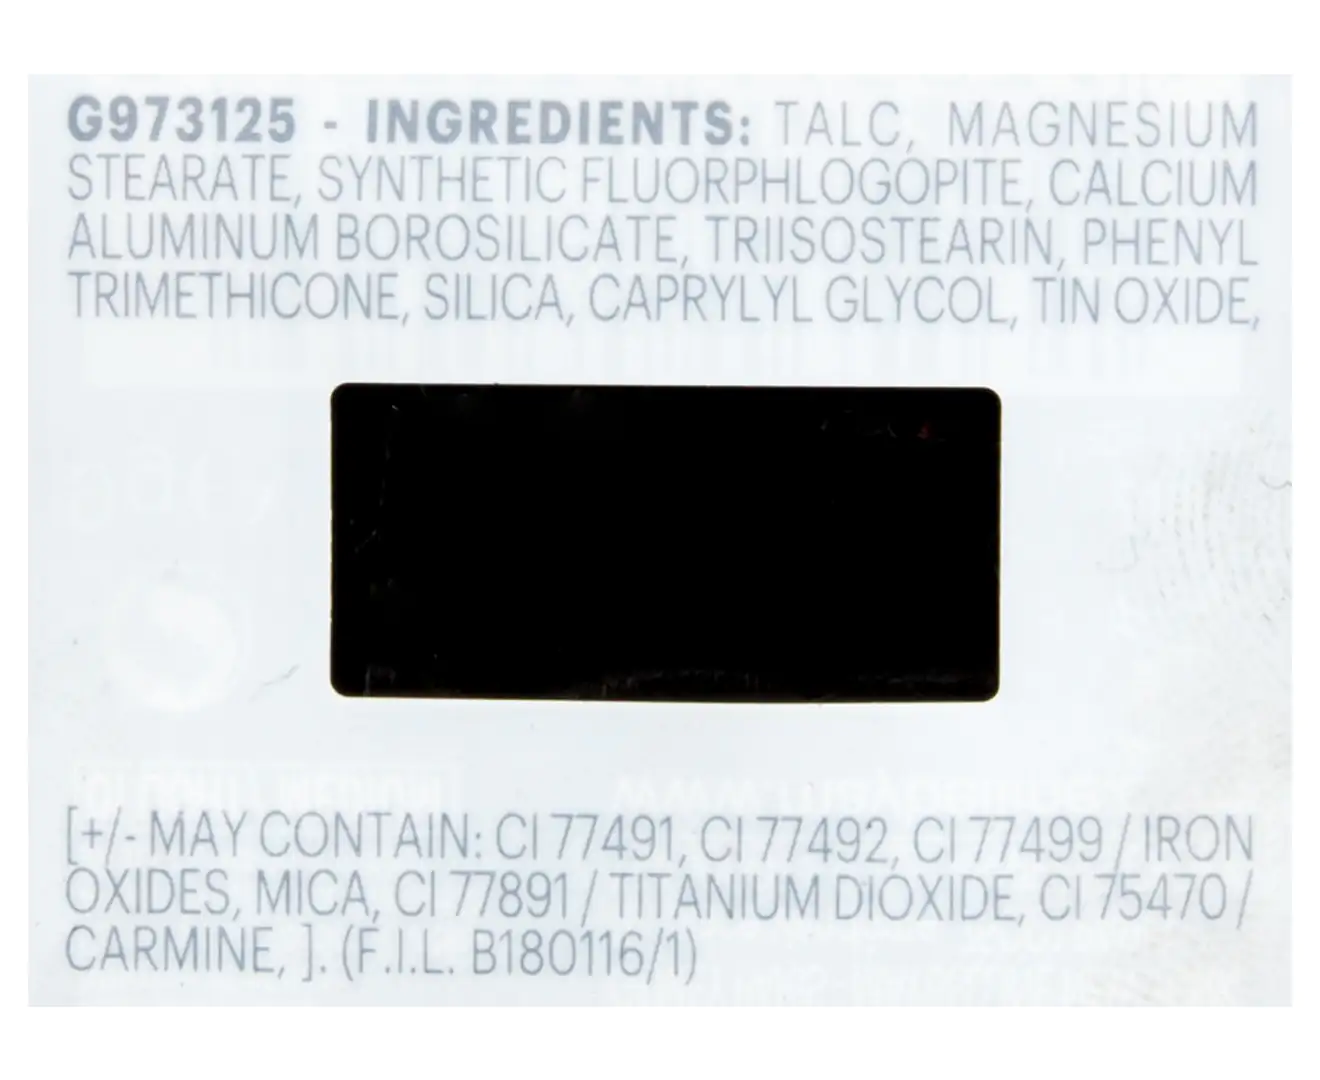 G973125 - INGREDIENTS: TALC, MAGNESIUM
STEARATE, SYNTHETIC FLUORPHLOGOPITE, CALCIUM
ALUMINUM BOROSILICATE, TRIISOSTEARIN, PHENYL
TRIMETHICONE, SILICA, CAPRYLYL GLYCOL, TIN OXIDE,
[+/- MAY CONTAIN: CI 77491, CI 77492, CI 77499 / IRON
OXIDES, MICA, CI 77891 / TITANIUM DIOXIDE, CI 75470 /
CARMINE, ]. (F.I.L. B180116/1)